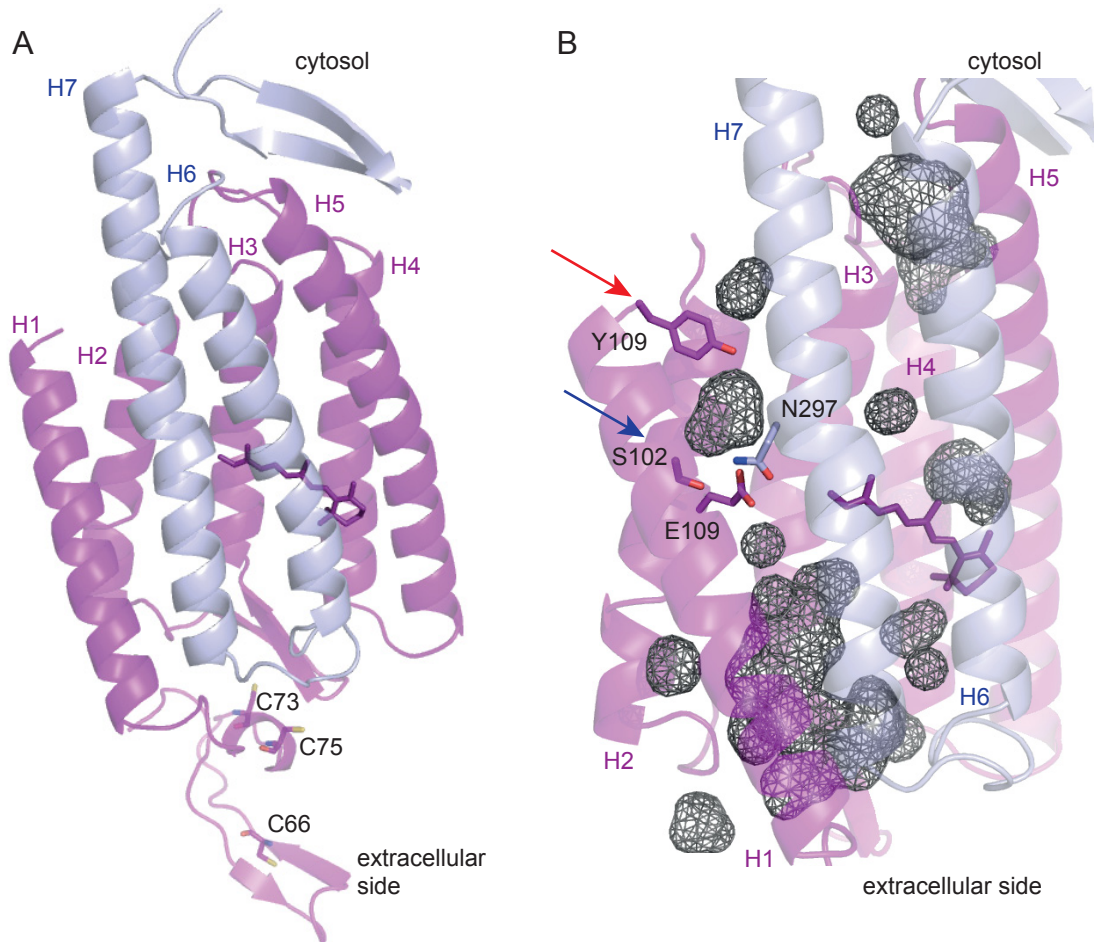 A
cytosol
H7
H6
H5
H3
H4
H1
H2
C73
C75
C66
extracellular
side
B
cytosol
H7
H5
H3
Y109
H4
N297
S102
E109
H6
H2
H1
extracellular side